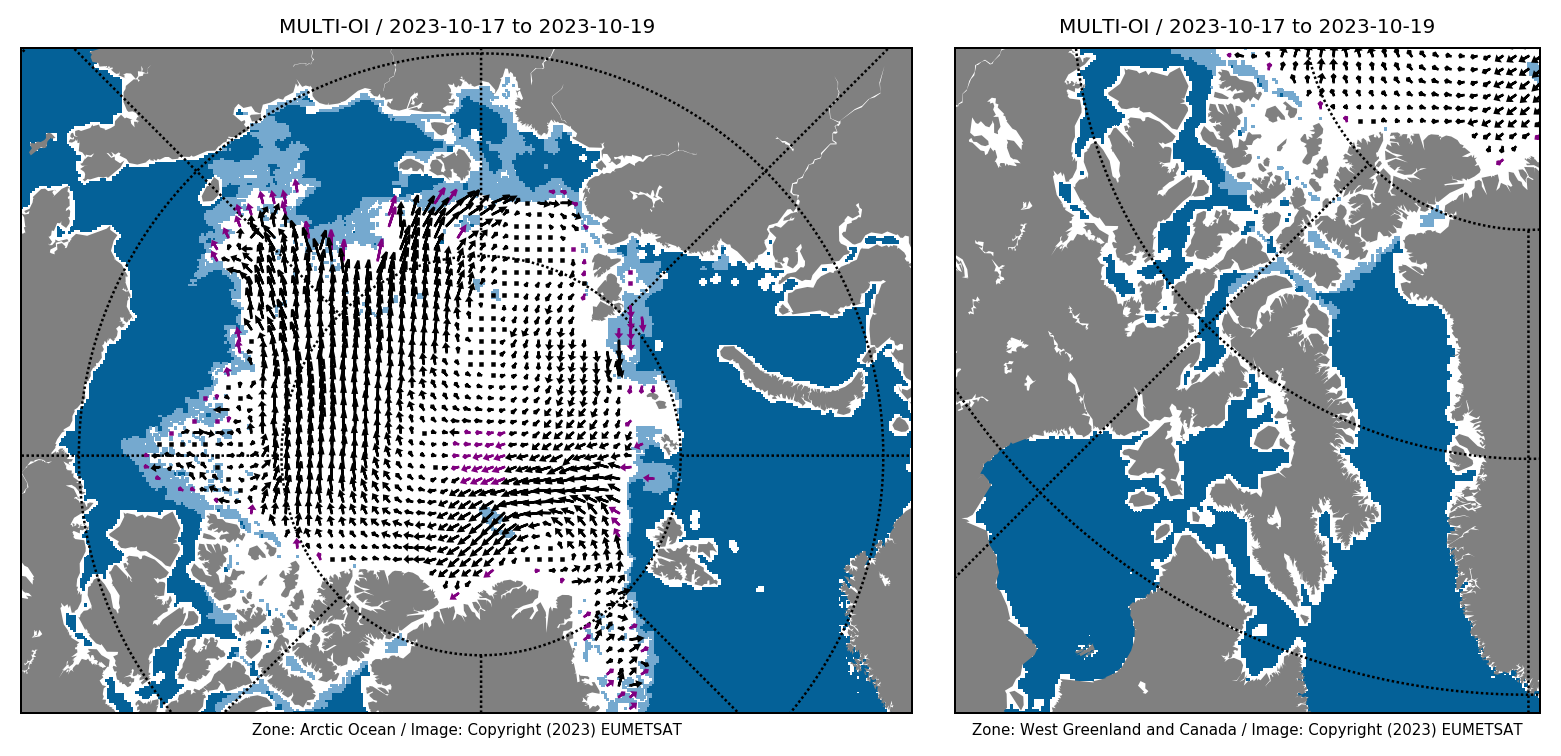 MULTI-OI / 2023-10-17 to 2023-10-19
MULTI-OI / 2023-10-17 to 2023-10-19
Zone: Arctic Ocean / Image: Copyright (2023) EUMETSAT
Zone: West Greenland and Canada / Image: Copyright (2023) EUMETSAT